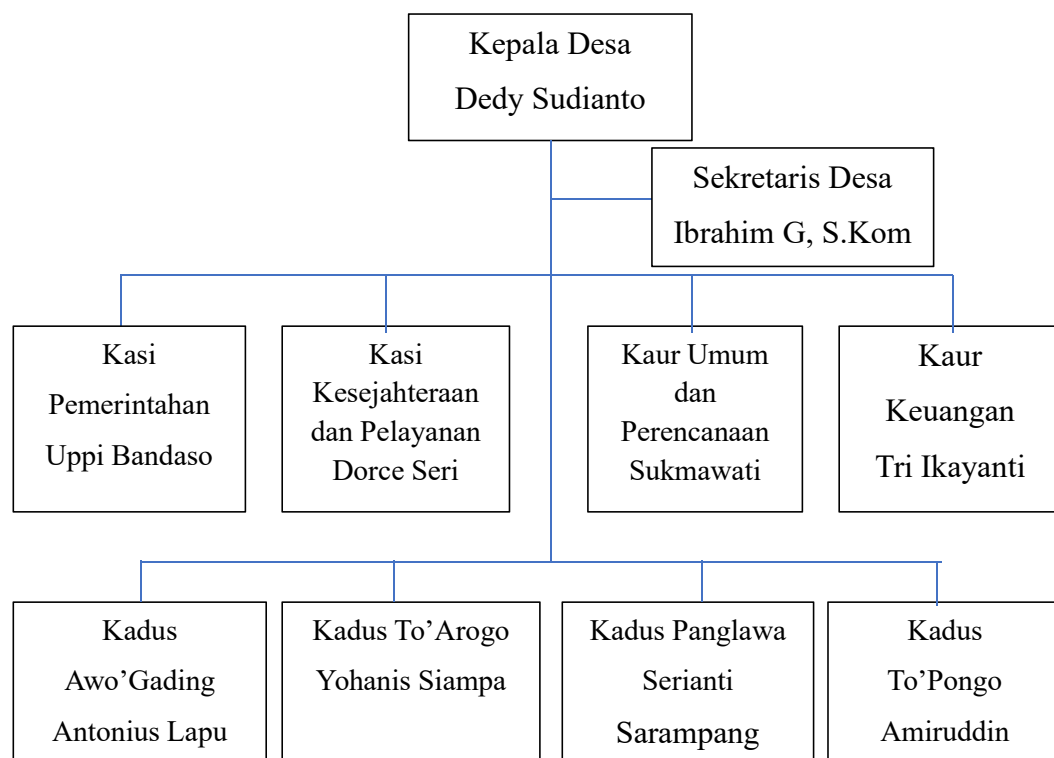 Kepala Desa
Dedy Sudianto
Sekretaris Desa
Ibrahim G, S.Kom
Kasi
Pemerintahan
Uppi Bandaso
Kasi
Kesejahteraan
dan Pelayanan
Dorce Seri
Kaur Umum
dan
Perencanaan
Sukmawati
Kaur
Keuangan
Tri Ikayanti
Kadus
Awo’Gading
Antonius Lapu
Kadus To’Arogo
Yohanis Siampa
Kadus Panglawa
Serianti
Sarampang
Kadus
To’Pongo
Amiruddin